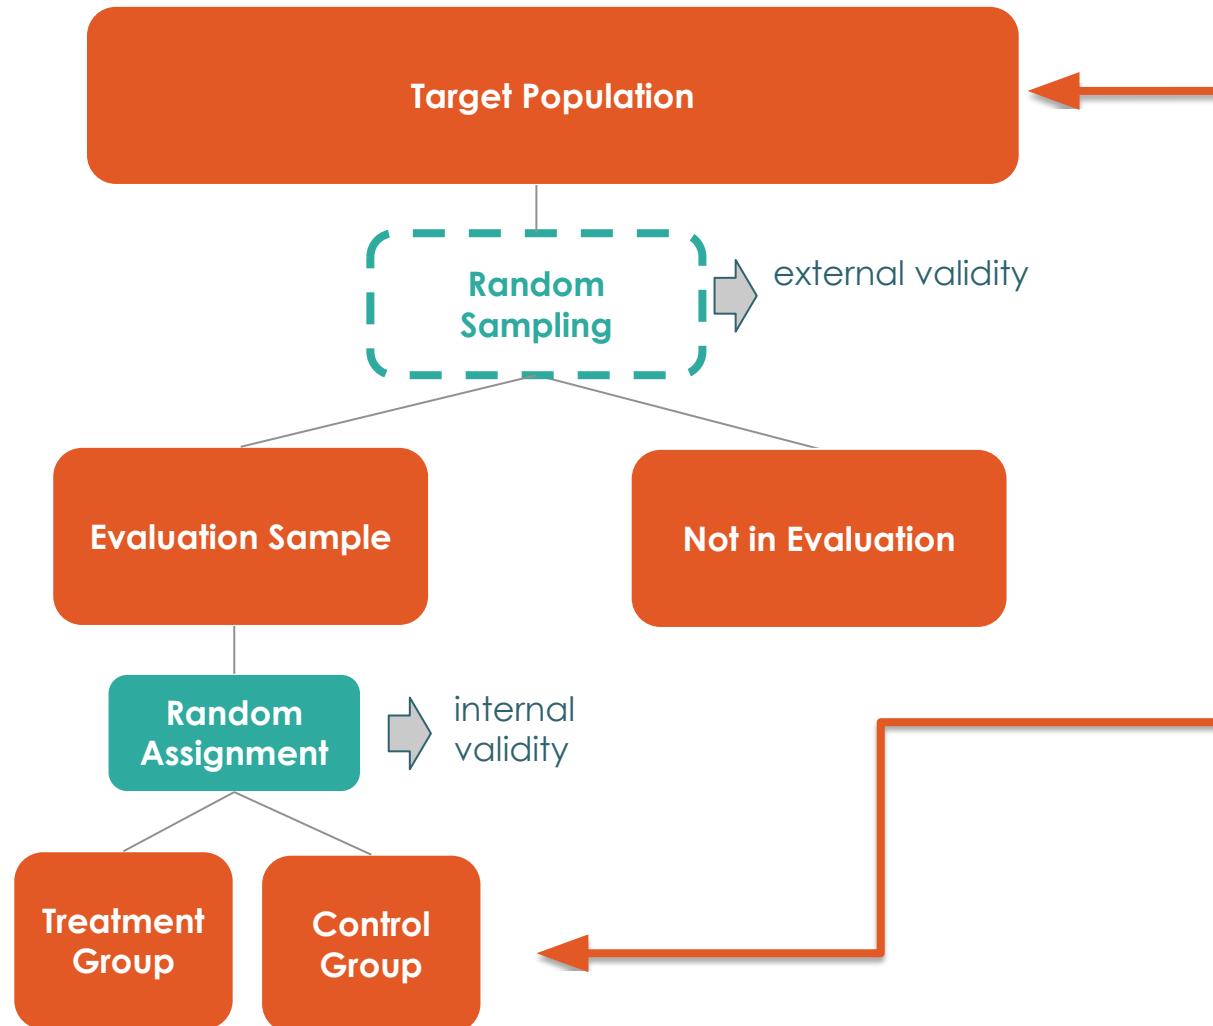 Target Population
Random
Sampling
external validity
Evaluation Sample
Not in Evaluation
Random
Assignment
internal
validity
Treatment
Group
Control
Group